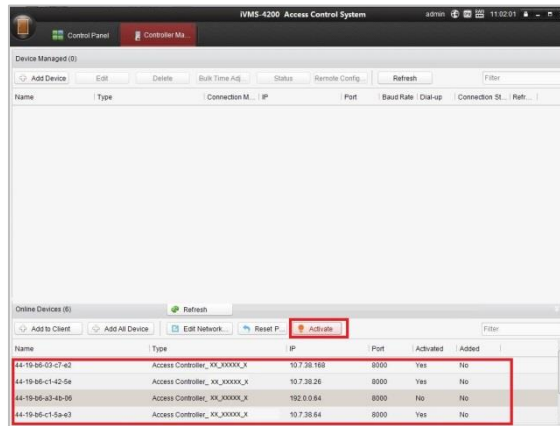 iVMS-4200 Access Control System admin 11:02:01
Control Panel Controller Ma...
Device Managed (0)
Add Device Edit Delete Bulk Time Adj... Status Remote Config... Refresh Filter
Name Type Connection M... IP Port Baud Rate Dial-up Connection St... Refr...
Online Devices (6) Refresh
Add to Client Add All Device Edit Network... Reset P... Activate Filter
Name Type IP Port Activated Added
44-19-b6-03-c7-e2 Access Controller_ XX_XXXXX_X 10.7.38.168 8000 Yes No
44-19-b6-c1-42-5e Access Controller_ XX_XXXXX_X 10.7.38.26 8000 Yes No
44-19-b6-a3-4b-06 Access Controller_ XX_XXXXX_X 192.0.0.64 8000 No No
44-19-b6-c1-5a-e3 Access Controller_ XX_XXXXX_X 10.7.38.64 8000 Yes No